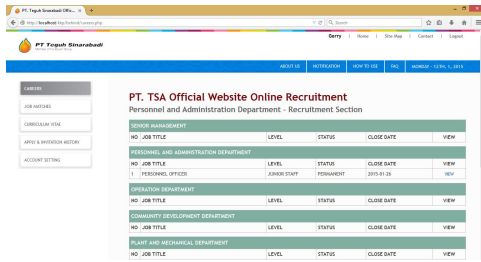 PT. Teguh Sinarabadi Offic...
localhost/kkp/hrd/ess/careers.php
Search
Gerry | Home | Site Map | Contact | Logout
PT Teguh Sinarabadi
ABOUT US NOTIFICATION HOW TO USE FAQ MONDAY - 12TH, 1, 2015
CAREERS
JOB MATCHES
CURRICULUM VITAE
APPLY & INVITATION HISTORY
ACCOUNT SETTING
PT. TSA Official Website Online Recruitment
Personnel and Administration Department - Recruitment Section
SENIOR MANAGEMENT
NO JOB TITLE LEVEL STATUS CLOSE DATE VIEW
PERSONNEL AND ADMINISTRATION DEPARTMENT
NO JOB TITLE LEVEL STATUS CLOSE DATE VIEW
1 PERSONNEL OFFICER JUNIOR STAFF PERMANENT 2015-01-26 VIEW
OPERATION DEPARTMENT
NO JOB TITLE LEVEL STATUS CLOSE DATE VIEW
COMMUNITY DEVELOPMENT DEPARTMENT
NO JOB TITLE LEVEL STATUS CLOSE DATE VIEW
PLANT AND MECHANICAL DEPARTMENT
NO JOB TITLE LEVEL STATUS CLOSE DATE VIEW